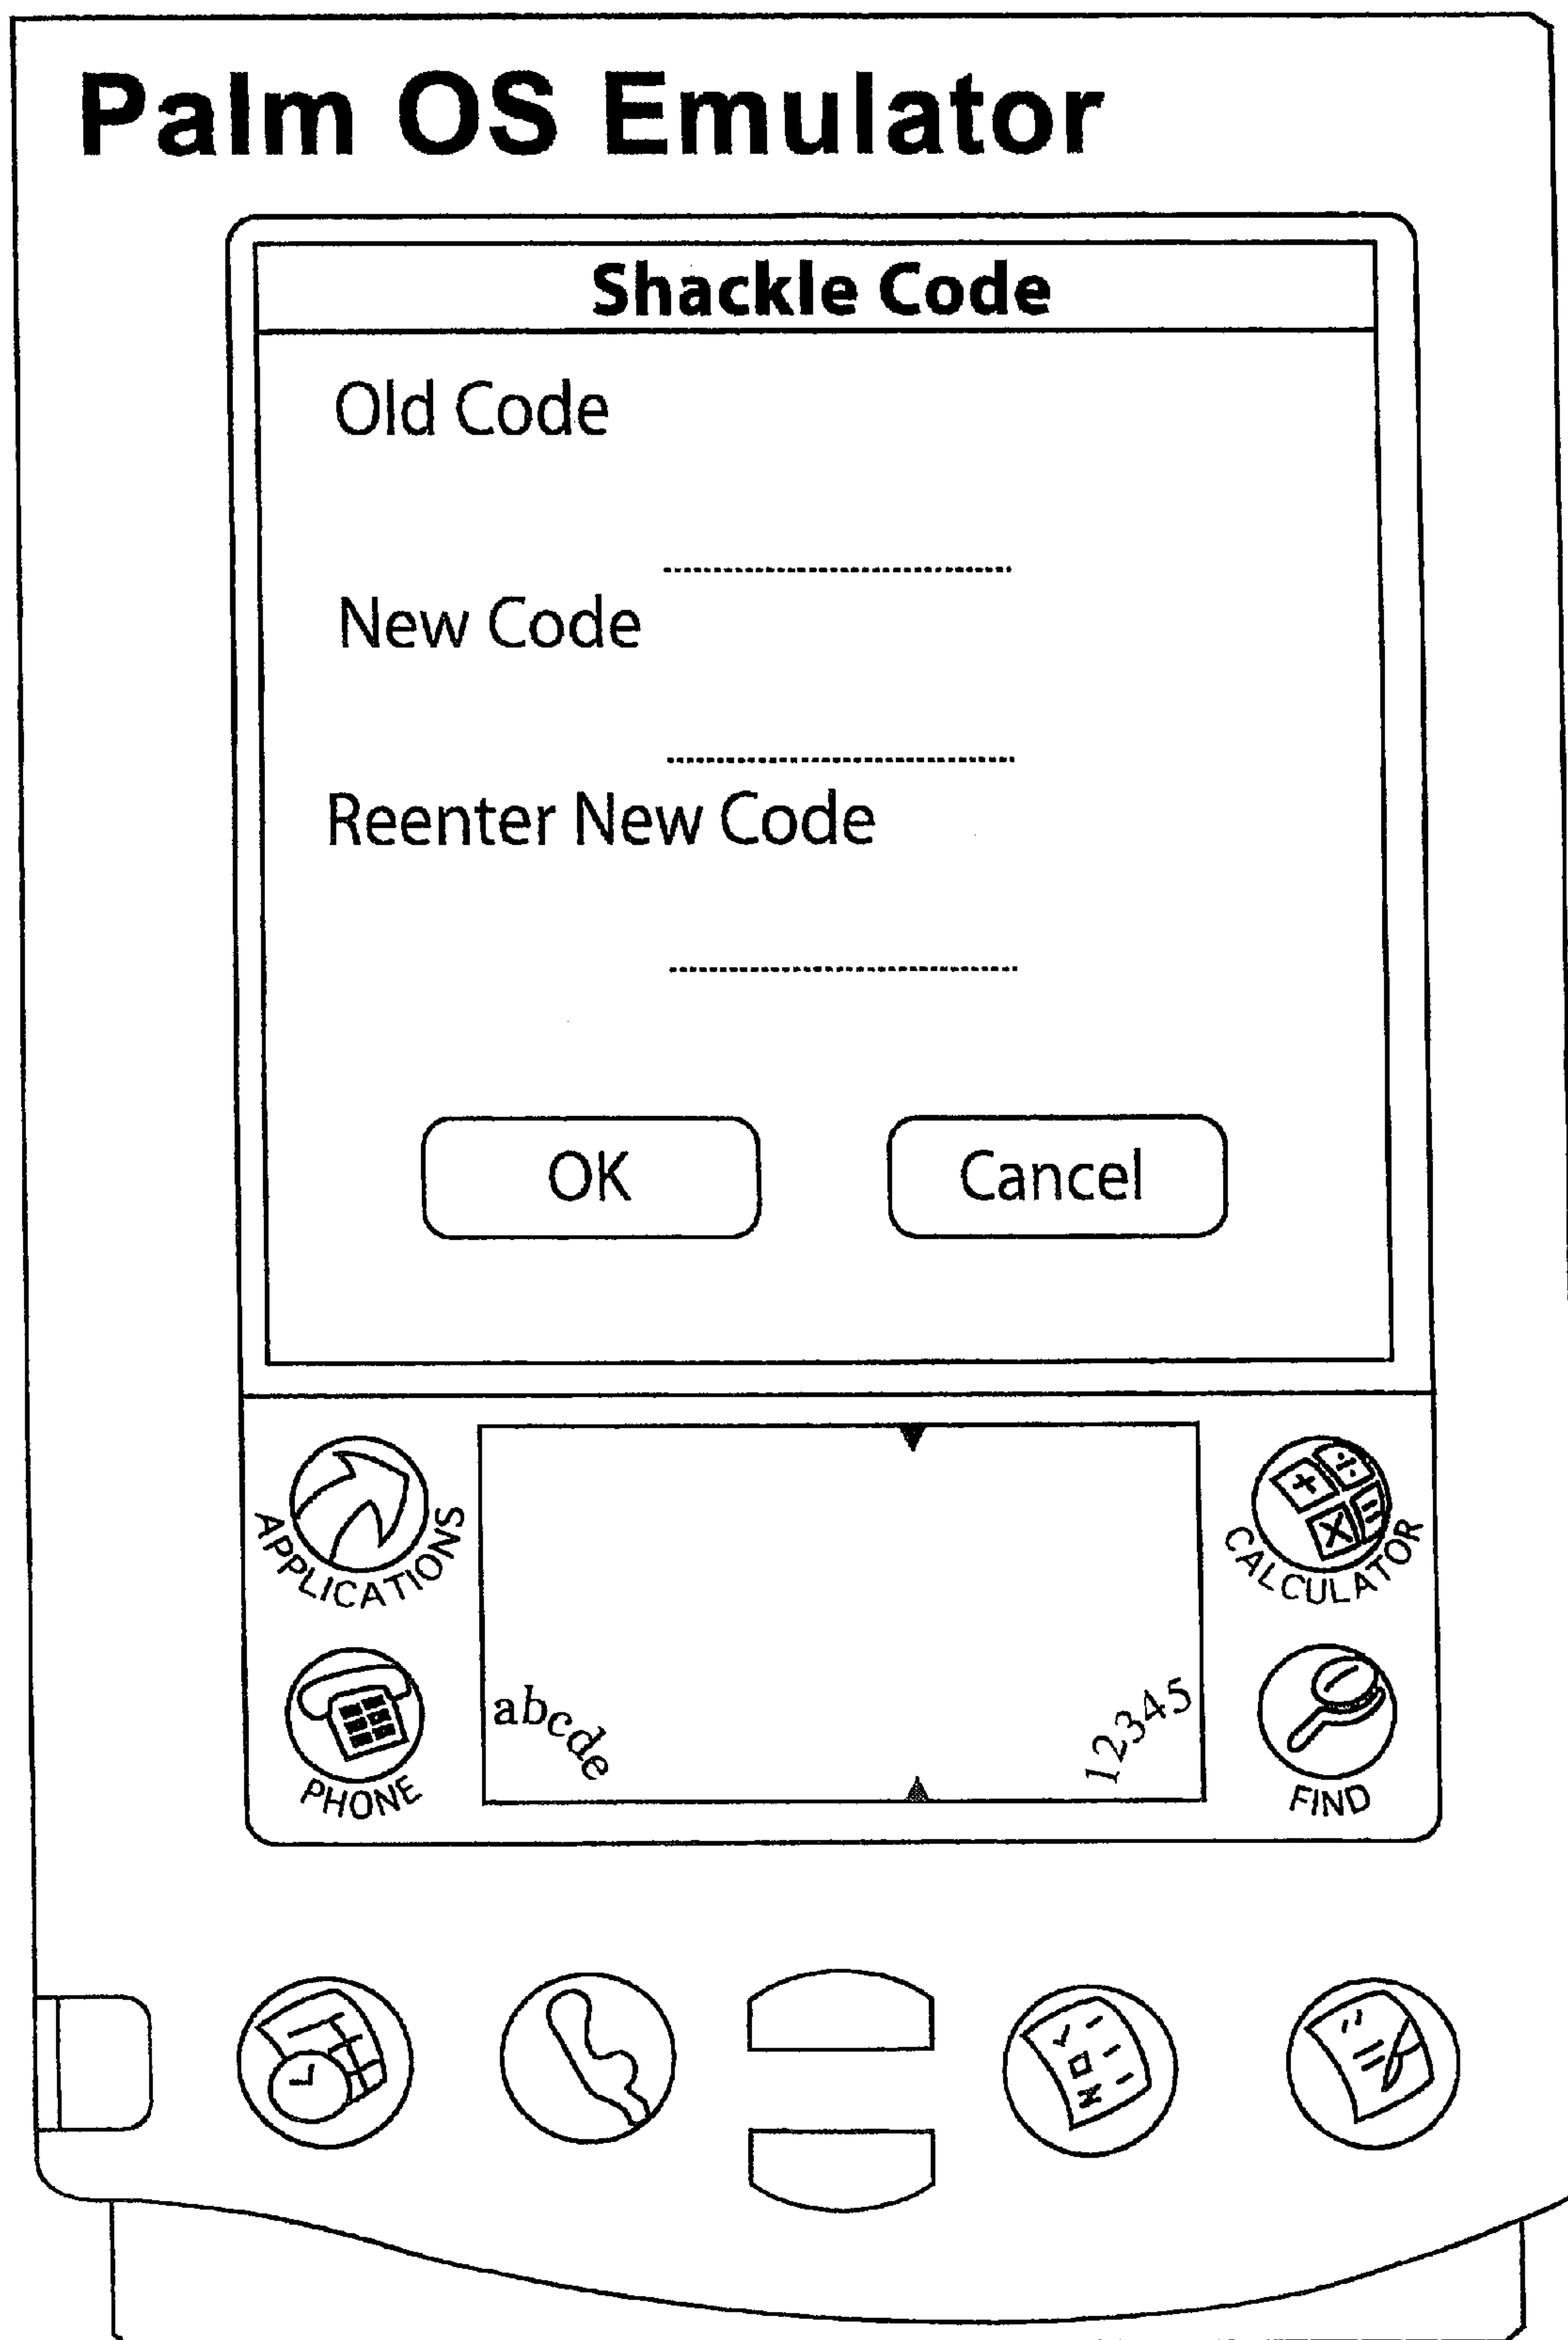 Palm OS Emulator
Shackle Code
Old Code
New Code
Reenter New Code
OK Cancel
APPLICATIONS CALCULATOR
abcde 12345
PHONE FIND